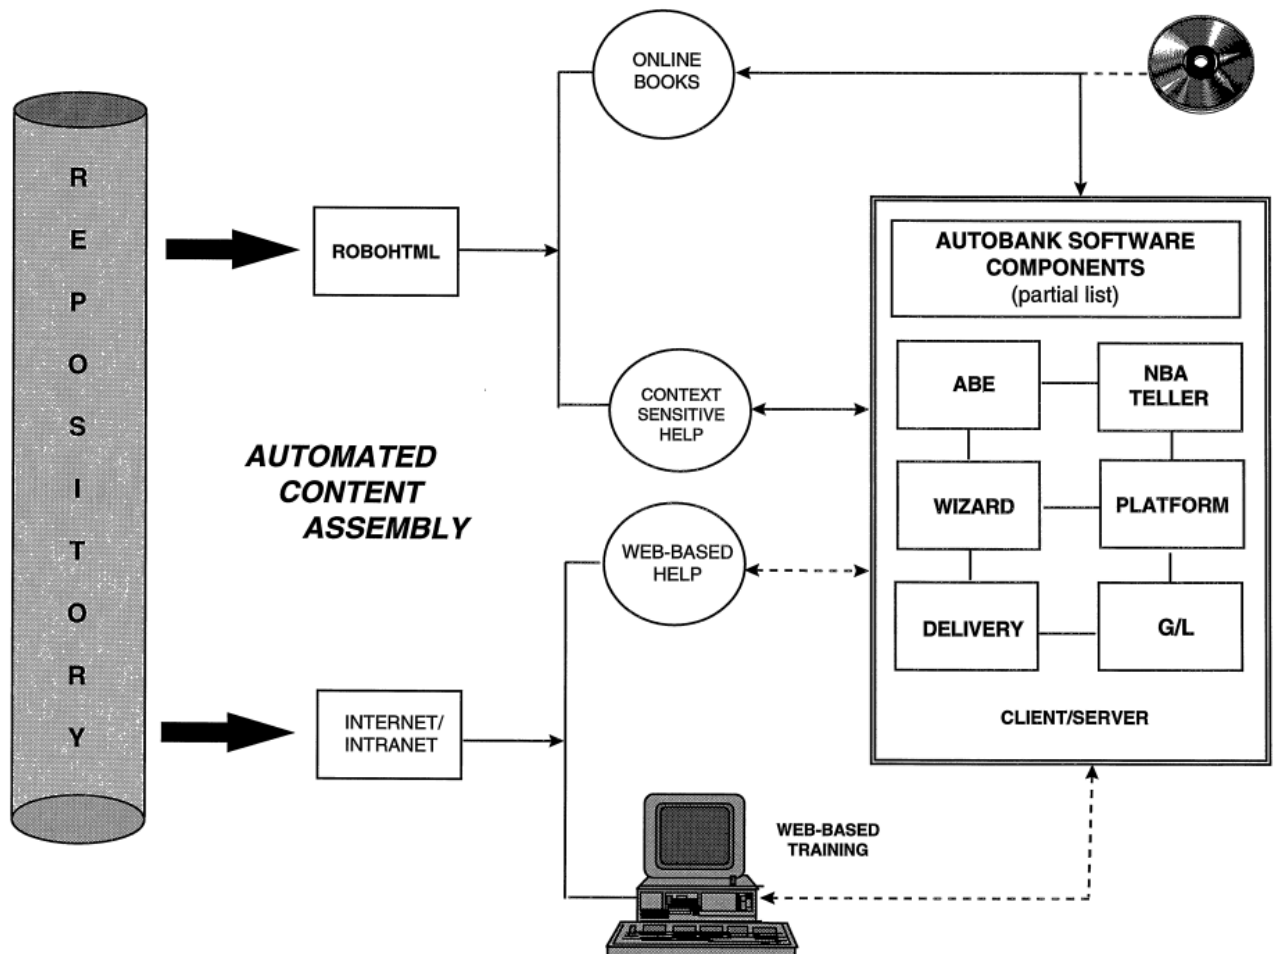 R
E
P
O
S
I
T
O
R
Y
ROBOHTML
INTERNET/
INTRANET
AUTOMATED
CONTENT
ASSEMBLY
ONLINE
BOOKS
CONTEXT
SENSITIVE
HELP
WEB-BASED
HELP
WEB-BASED
TRAINING
AUTOBANK SOFTWARE
COMPONENTS
(partial list)
ABE
NBA
TELLER
WIZARD
PLATFORM
DELIVERY
G/L
CLIENT/SERVER